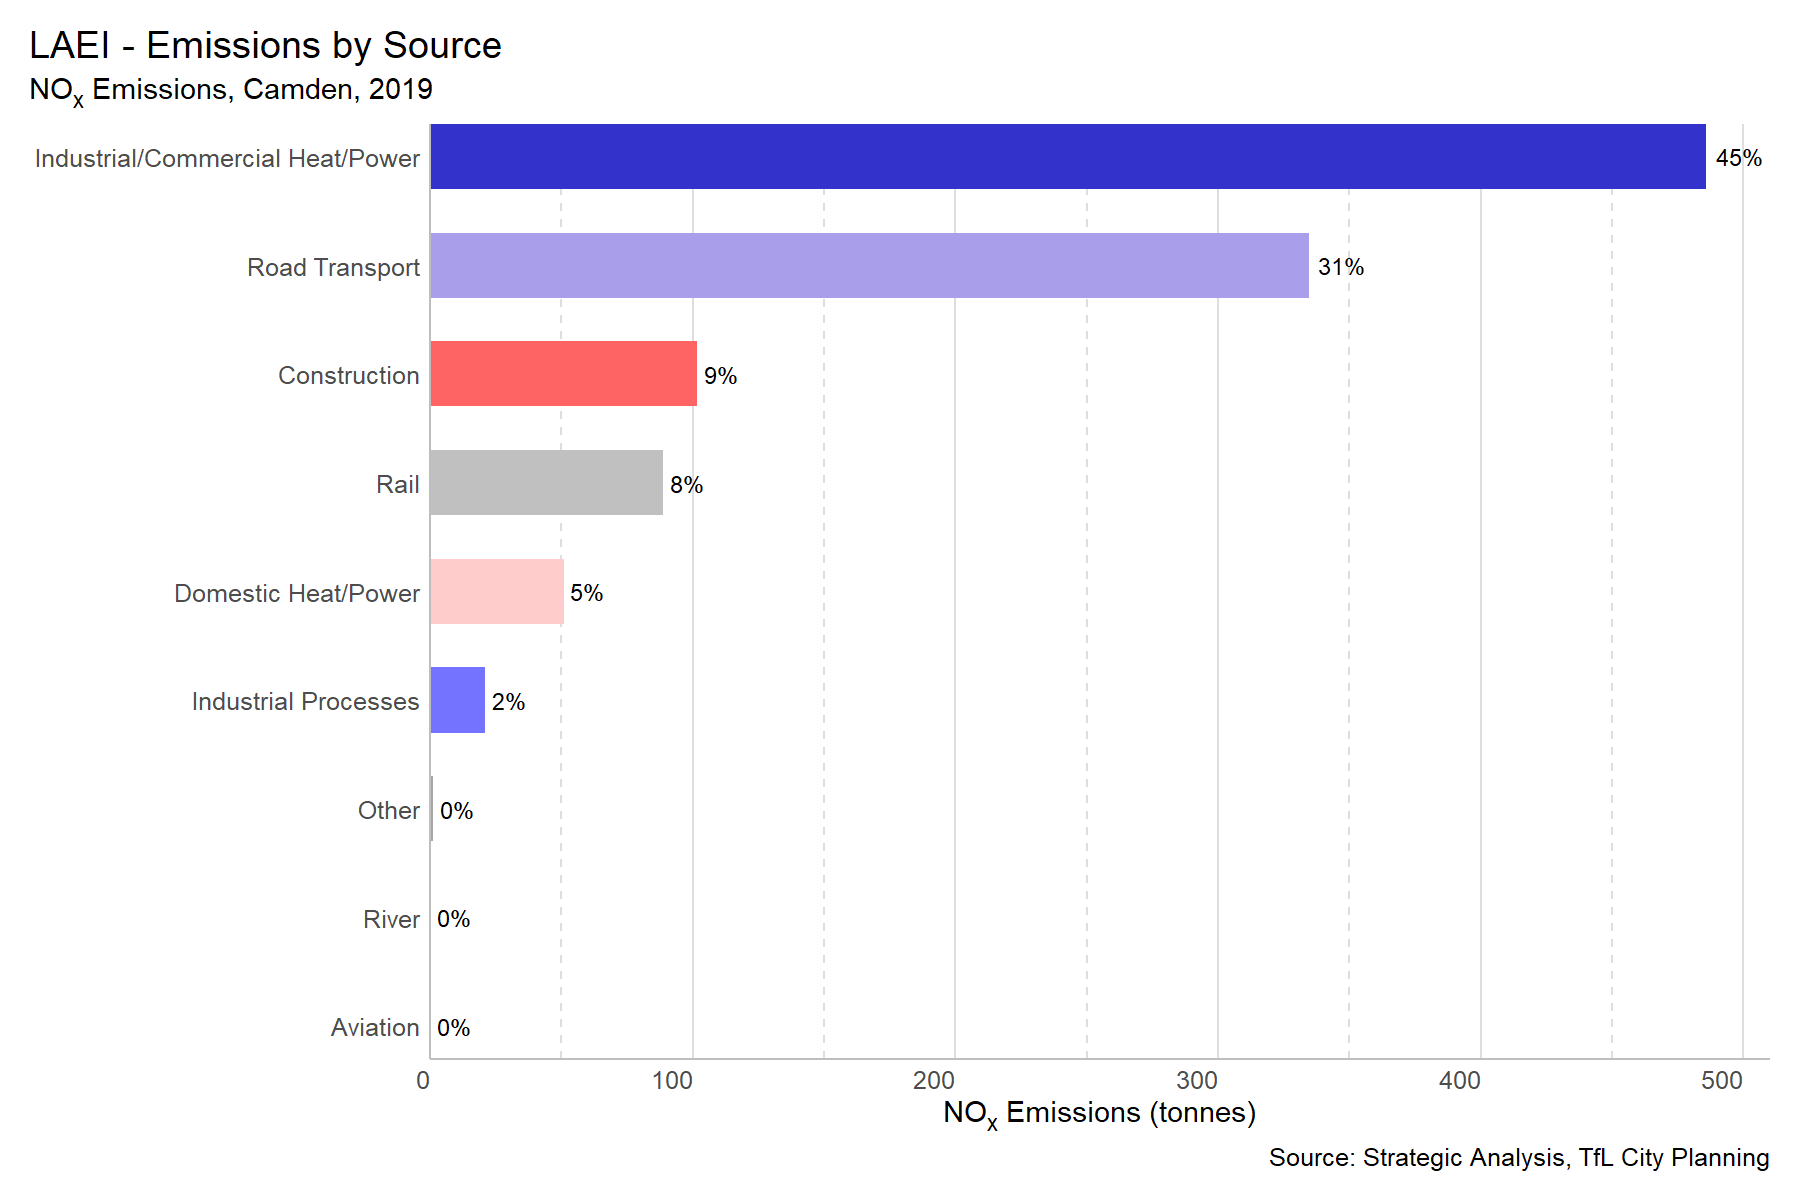 LAEI - Emissions by Source
NOx Emissions, Camden, 2019
Industrial/Commercial Heat/Power 45%
Road Transport 31%
Construction 9%
Rail 8%
Domestic Heat/Power 5%
Industrial Processes 2%
Other 0%
River 0%
Aviation 0%
0 100 200 300 400 500
NOx Emissions (tonnes)
Source: Strategic Analysis, TfL City Planning